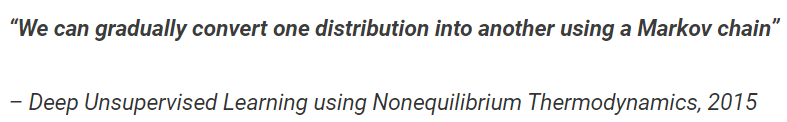 “We can gradually convert one distribution into another using a Markov chain”
– Deep Unsupervised Learning using Nonequilibrium Thermodynamics, 2015